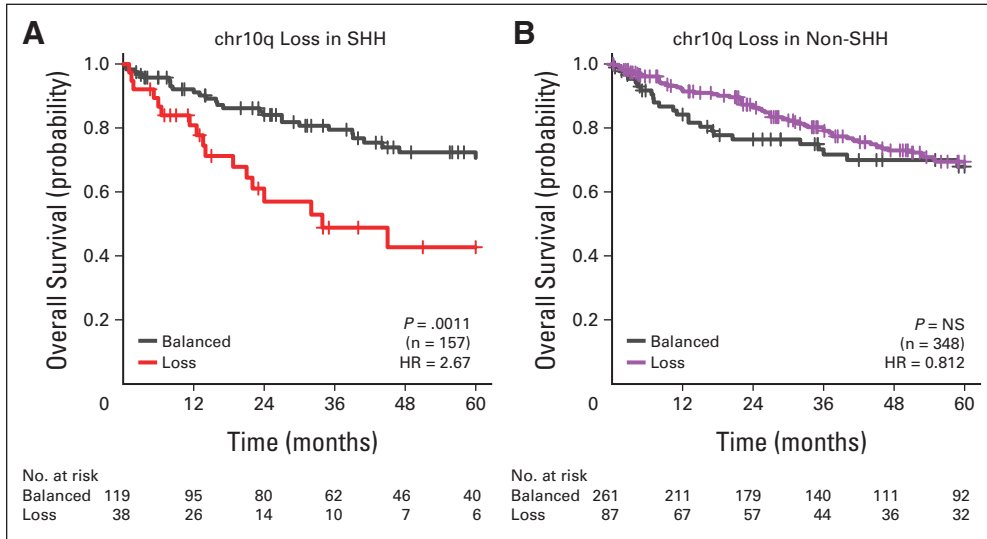 A
chr10q Loss in SHH
Overall Survival (probability)
1.0
0.8
0.6
0.4
0.2
0
12
24
36
48
60
Time (months)
Balanced
Loss
P = .0011
(n = 157)
HR = 2.67
No. at risk
Balanced 119 95 80 62 46 40
Loss 38 26 14 10 7 6
B
chr10q Loss in Non-SHH
Overall Survival (probability)
1.0
0.8
0.6
0.4
0.2
0
12
24
36
48
60
Time (months)
Balanced
Loss
P = NS
(n = 348)
HR = 0.812
No. at risk
Balanced 261 211 179 140 111 92
Loss 87 67 57 44 36 32